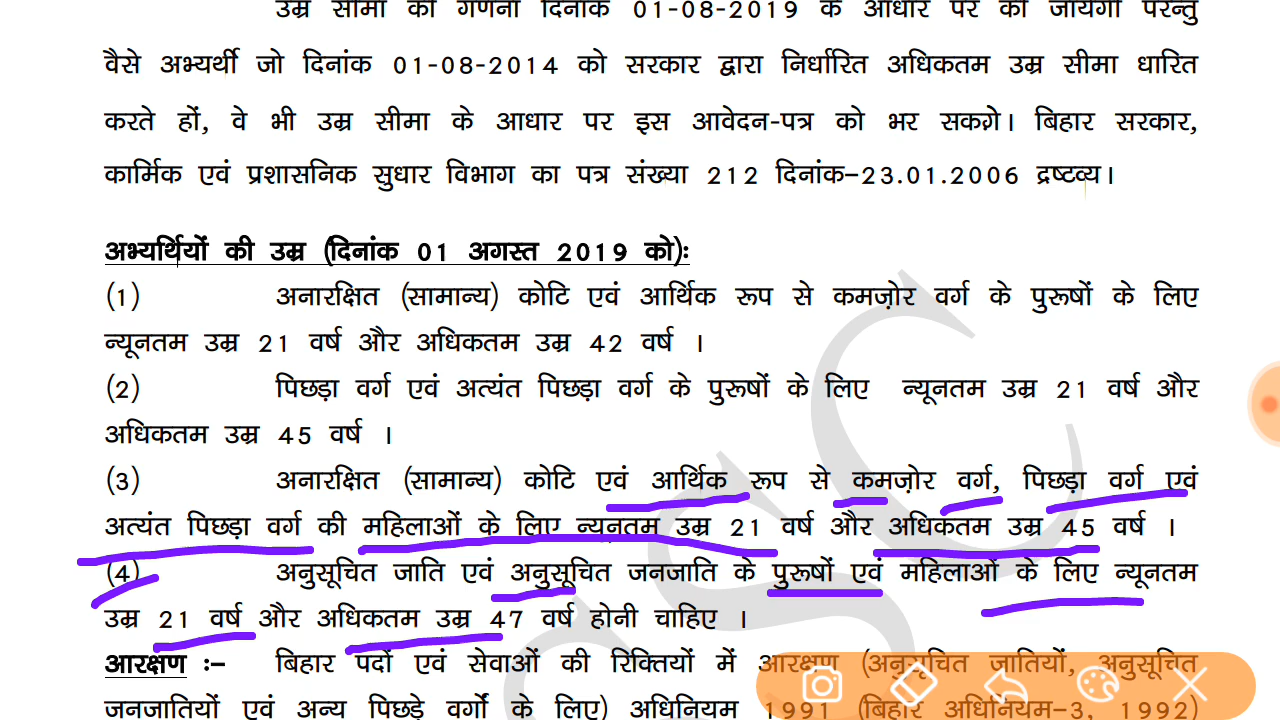 उम्र सीमा की गणना दिनांक 01-08-2019 के आधार पर की जायेगी परन्तु
वैसे अभ्यर्थी जो दिनांक 01-08-2014 को सरकार द्वारा निर्धारित अधिकतम उम्र सीमा धारित
करते हों, वे भी उम्र सीमा के आधार पर इस आवेदन-पत्र को भर सकेगे। बिहार सरकार,
कार्मिक एवं प्रशासनिक सुधार विभाग का पत्र संख्या 212 दिनांक–23.01.2006 द्रष्टव्य।
अभ्यर्थियों की उम्र (दिनांक 01 अगस्त 2019 को):
(1) अनारक्षित (सामान्य) कोटि एवं आर्थिक रूप से कमज़ोर वर्ग के पुरूषों के लिए
न्यूनतम उम्र 21 वर्ष और अधिकतम उम्र 42 वर्ष ।
(2) पिछड़ा वर्ग एवं अत्यंत पिछड़ा वर्ग के पुरूषों के लिए न्यूनतम उम्र 21 वर्ष और
अधिकतम उम्र 45 वर्ष ।
(3) अनारक्षित (सामान्य) कोटि एवं आर्थिक रूप से कमज़ोर वर्ग, पिछड़ा वर्ग एवं
अत्यंत पिछड़ा वर्ग की महिलाओं के लिए न्यूनतम उम्र 21 वर्ष और अधिकतम उम्र 45 वर्ष ।
(4) अनुसूचित जाति एवं अनुसूचित जनजाति के पुरूषों एवं महिलाओं के लिए न्यूनतम
उम्र 21 वर्ष और अधिकतम उम्र 47 वर्ष होनी चाहिए ।
आरक्षण :– बिहार पदों एवं सेवाओं की रिक्तियों में आरक्षण (अनुसूचित जातियों, अनुसूचित
जनजातियों एवं अन्य पिछड़े वर्गों के लिए) अधिनियम 1991 (बिहार अधिनियम–3, 1992)